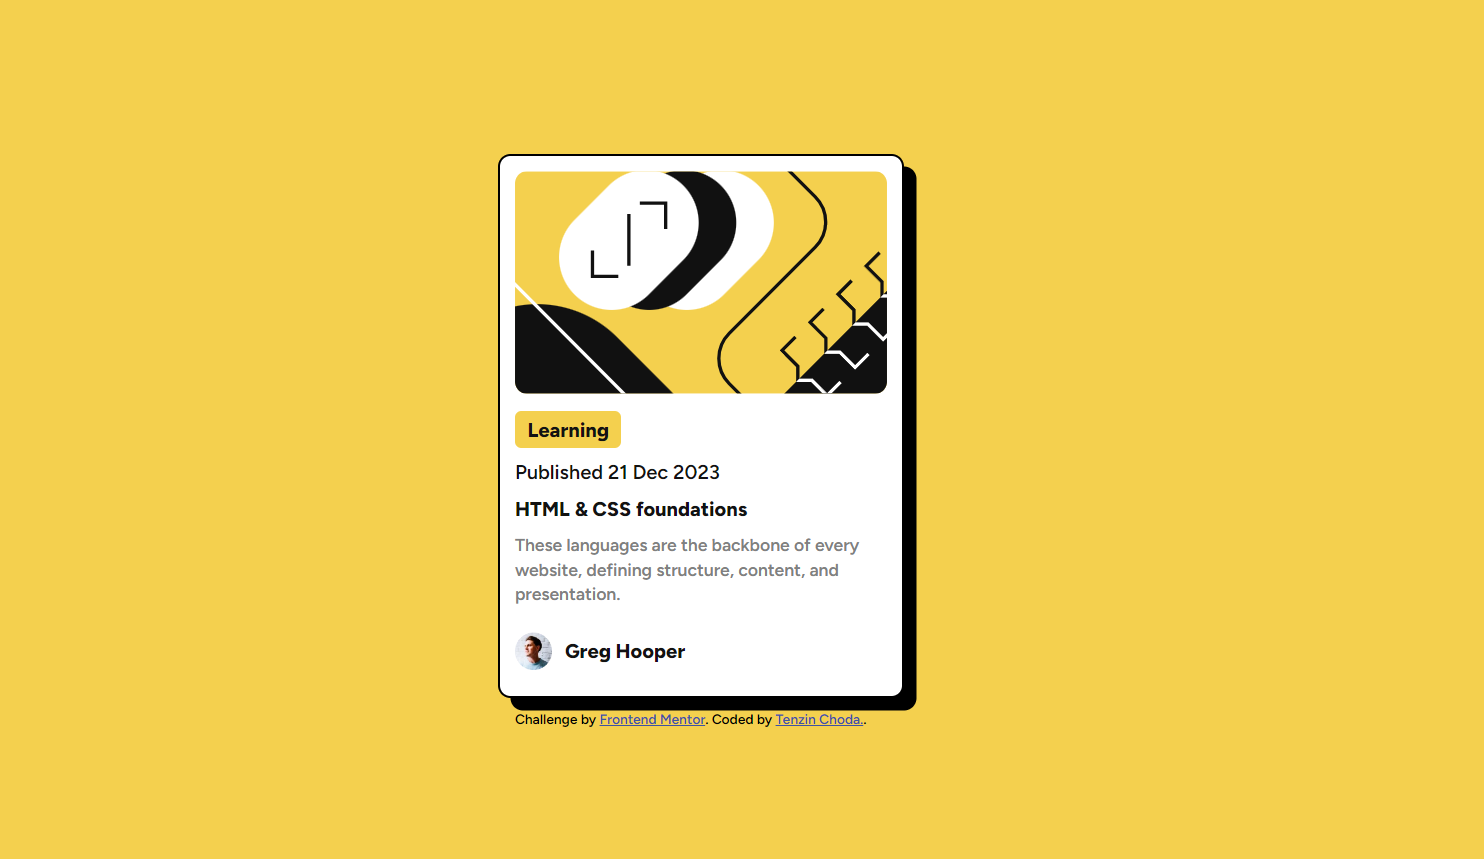 Learning
Published 21 Dec 2023
HTML & CSS foundations
These languages are the backbone of every
website, defining structure, content, and
presentation.
Greg Hooper
Challenge by Frontend Mentor. Coded by Tenzin Choda..